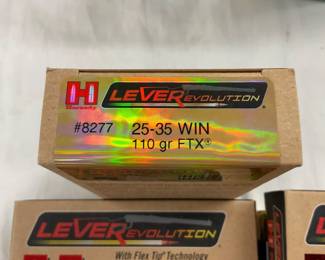 H LEVEREVOLUTION
Hornady
#8277 25-35 WIN
110 gr FTX®
LEVEREVOLUTION
With Flex Tip® Technology